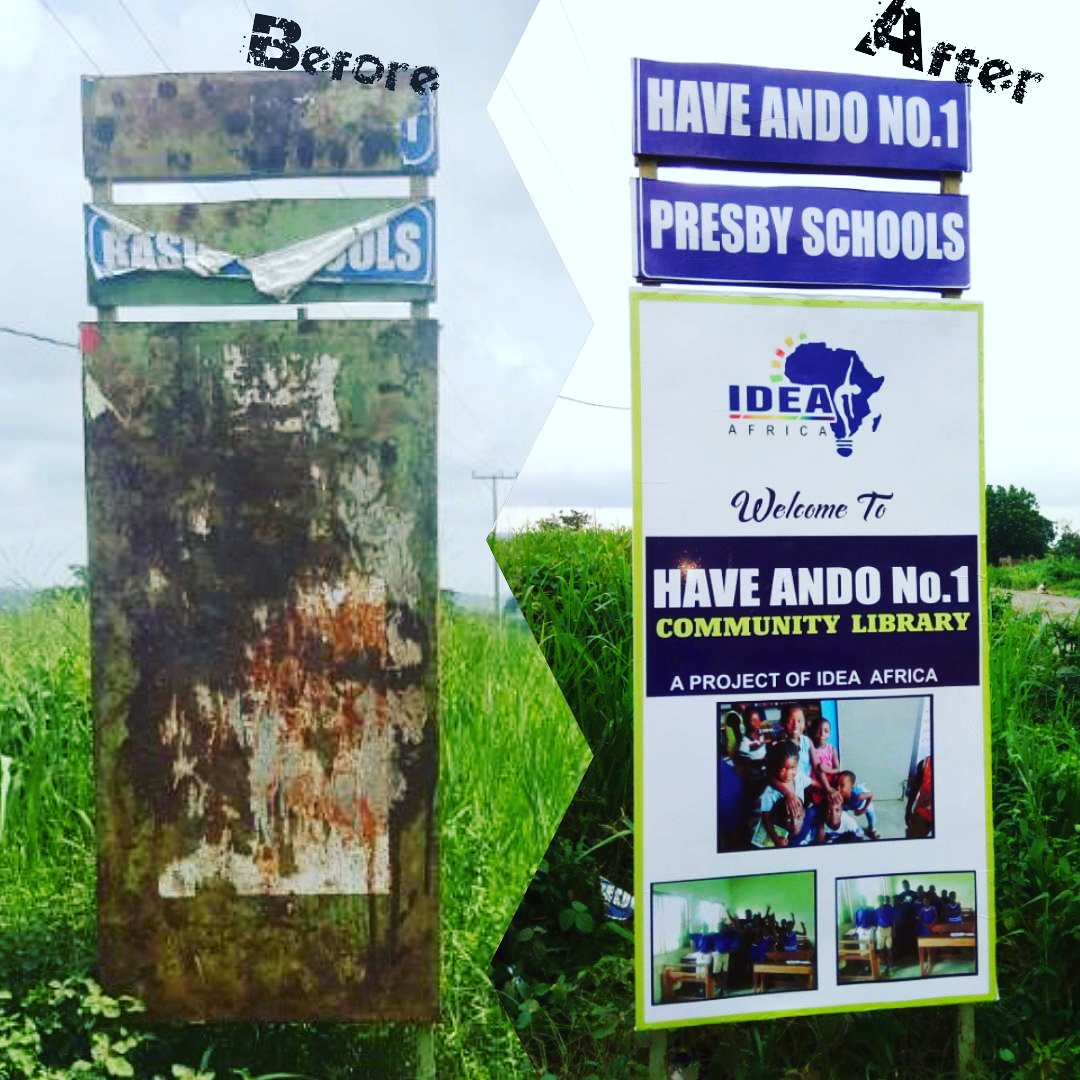 Before
After
U
SCHOOLS
HAVE ANDO NO.1
PRESBY SCHOOLS
IDEA
AFRICA
Welcome To
HAVE ANDO No.1
COMMUNITY LIBRARY
A PROJECT OF IDEA AFRICA